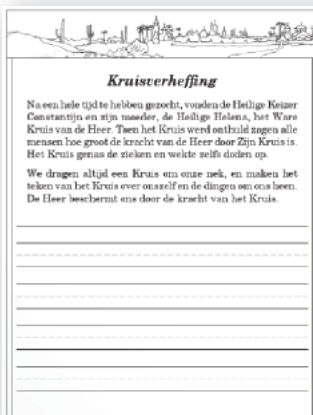 Kruisverheffing
Na een hele tijd te hebben gezocht, vonden de Heilige Keizer
Constantijn en zijn moeder, de Heilige Helena, het Ware
Kruis van de Heer. Toen het Kruis werd onthuld zagen alle
mensen hoe groot de kracht van de Heer door Zijn Kruis is.
Het Kruis genas de zieken en wekte zelfs doden op.
We dragen altijd een Kruis om onze nek, en maken het
teken van het Kruis over onszelf en de dingen om ons heen.
De Heer beschermt ons door de kracht van het Kruis.